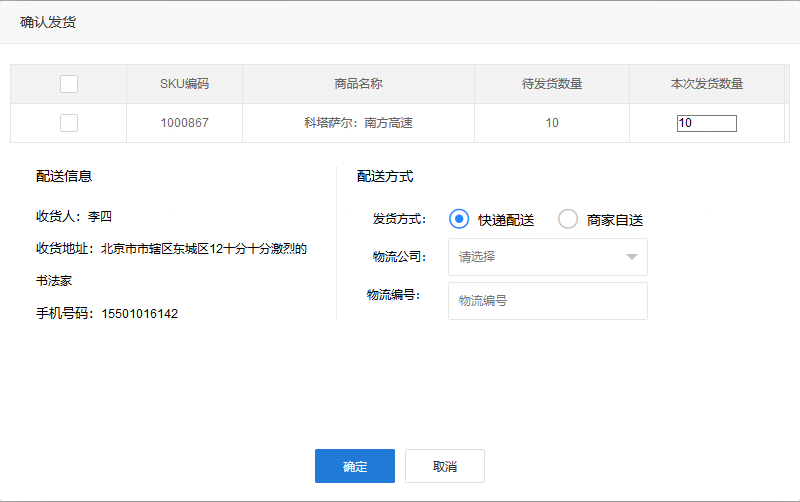 确认发货
SKU编码 商品名称 待发货数量 本次发货数量
1000867 科塔萨尔：南方高速 10 10
配送信息
收货人：李四
收货地址：北京市市辖区东城区12十分十分激烈的
书法家
手机号码：15501016142
配送方式
发货方式： 快递配送 商家自送
物流公司： 请选择
物流编号： 物流编号
确定 取消